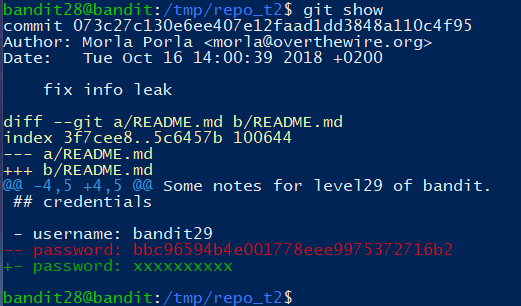 bandit28@bandit:/tmp/repo_t2$ git show
commit 073c27c130e6ee407e12faad1dd3848a110c4f95
Author: Morla Porla <morla@overthewire.org>
Date:   Tue Oct 16 14:00:39 2018 +0200

    fix info leak

diff --git a/README.md b/README.md
index 3f7cee8..5c6457b 100644
--- a/README.md
+++ b/README.md
@@ -4,5 +4,5 @@ Some notes for level29 of bandit.
 ## credentials

 - username: bandit29
-- password: bbc96594b4e001778eee9975372716b2
+- password: xxxxxxxxxx

bandit28@bandit:/tmp/repo_t2$